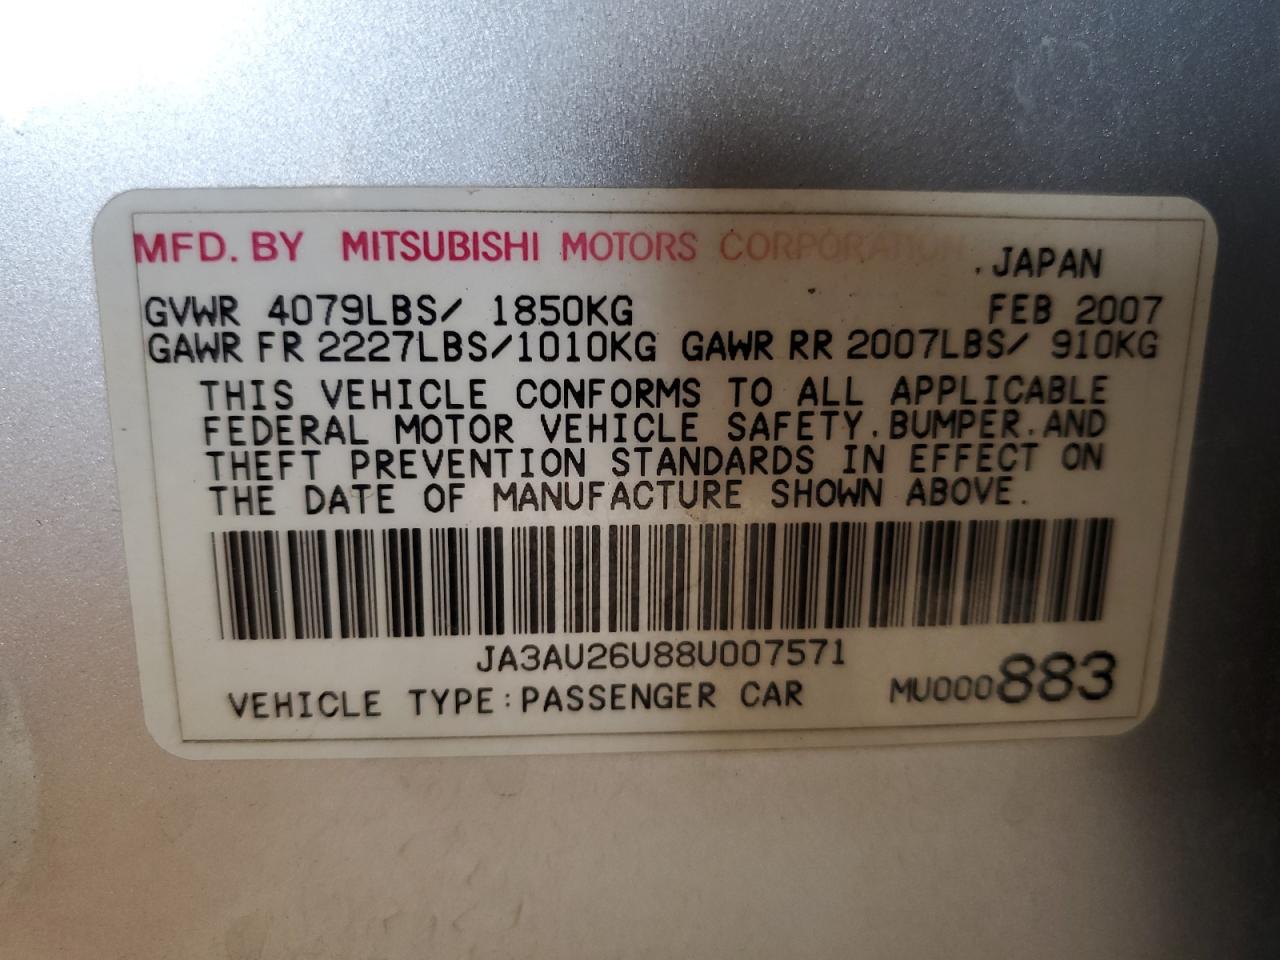 MFD. BY MITSUBISHI MOTORS CORPORATION
.JAPAN
GVWR 4079LBS/ 1850KG FEB 2007
GAWR FR 2227LBS/1010KG GAWR RR 2007LBS/ 910KG
THIS VEHICLE CONFORMS TO ALL APPLICABLE
FEDERAL MOTOR VEHICLE SAFETY.BUMPER.AND
THEFT PREVENTION STANDARDS IN EFFECT ON
THE DATE OF MANUFACTURE SHOWN ABOVE.
JA3AU26U88U007571
VEHICLE TYPE:PASSENGER CAR MU000883